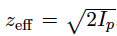 z_eff = √(2I_p)